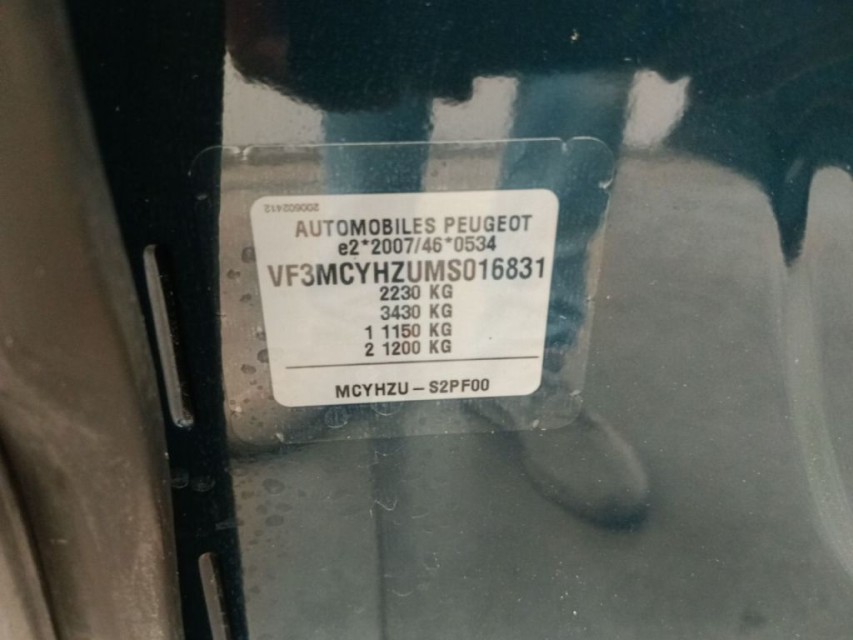 200602412
AUTOMOBILES PEUGEOT
e2*2007/46*0534
VF3MCYHZUMS016831
2230 KG
3430 KG
1 1150 KG
2 1200 KG
MCYHZU - S2PF00